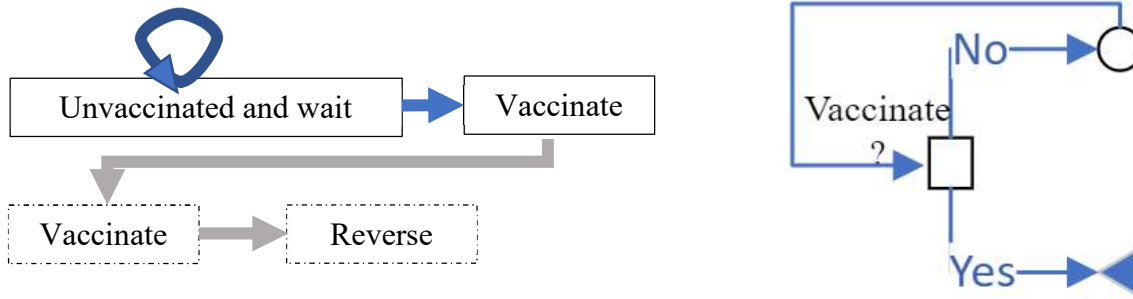 Unvaccinated and wait
Vaccinate
Vaccinate
Reverse
No
Vaccinate
?
Yes